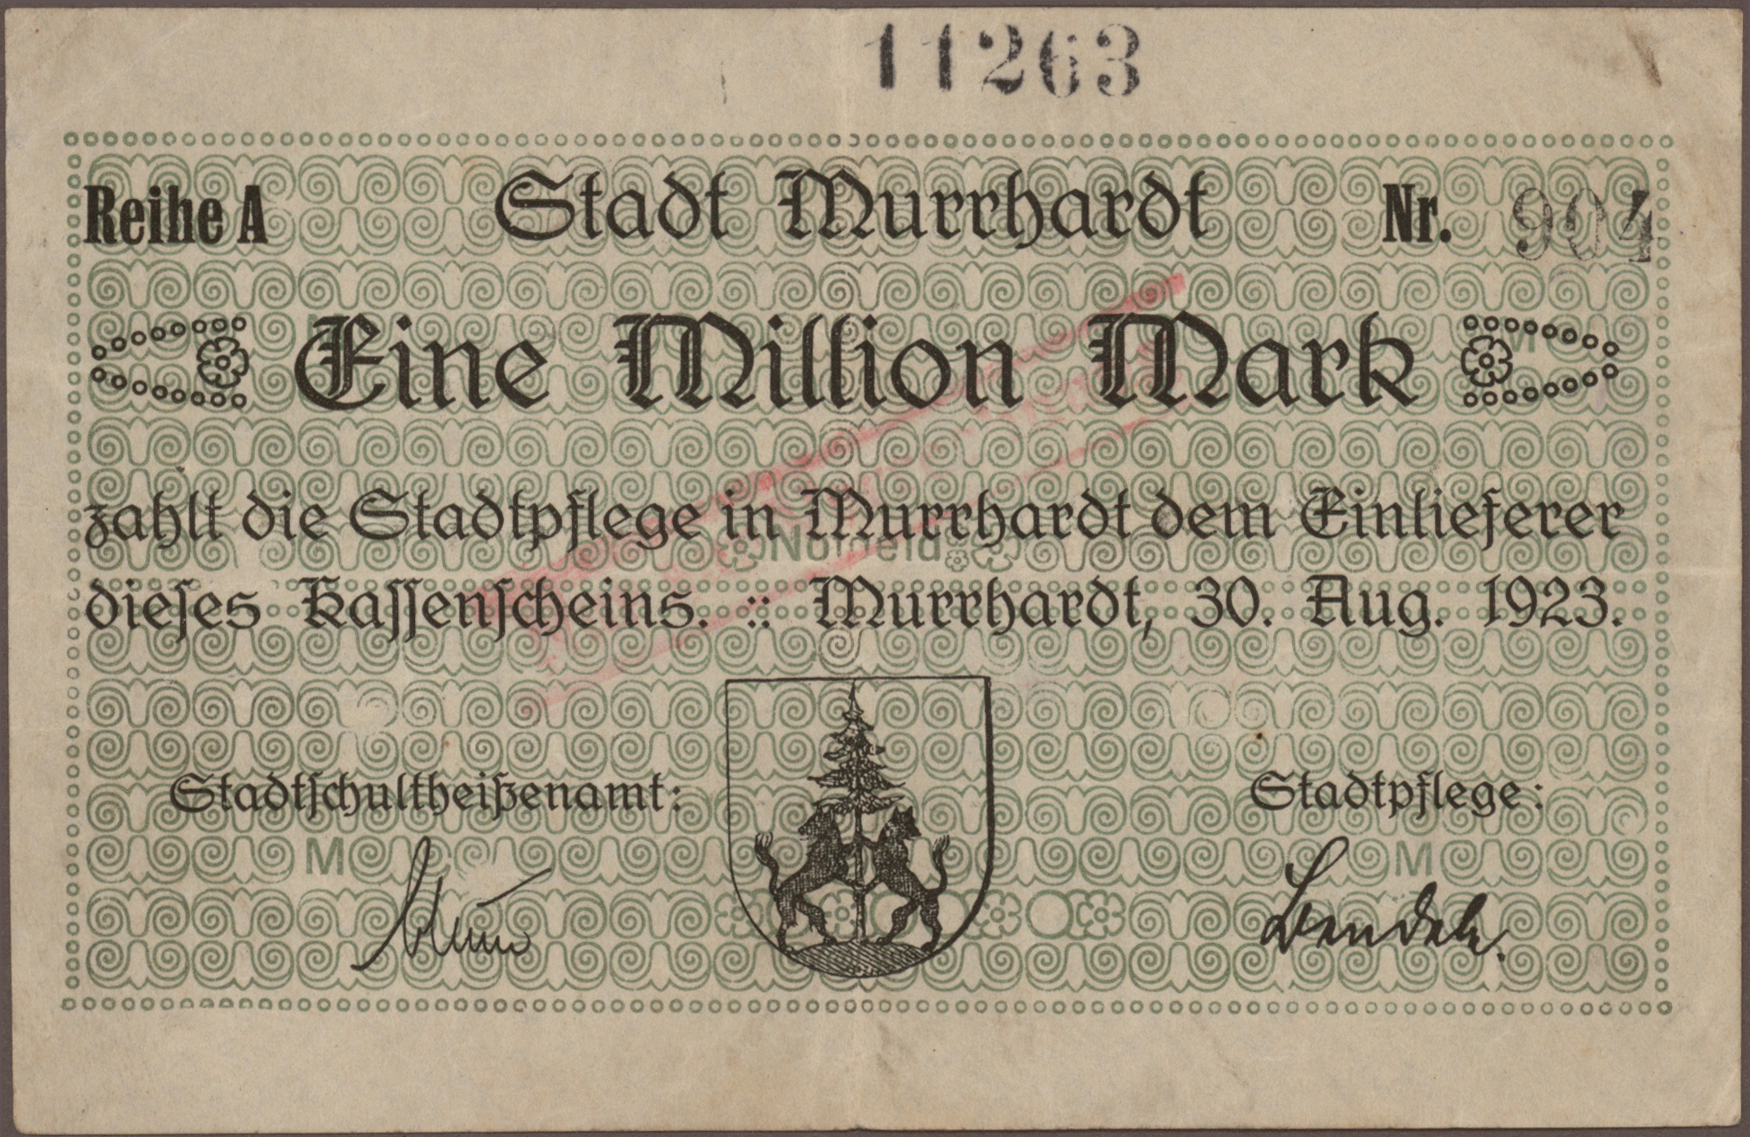 11263
Reihe A Stadt Murrhardt Nr. 904
Eine Million Mark
zahlt die Stadtpflege in Murrhardt dem Einlieferer
Notgeld
dieses Kassenscheins. :: Murrhardt, 30. Aug. 1923.
Stadtschultheißenamt: Stadtpflege:
M M